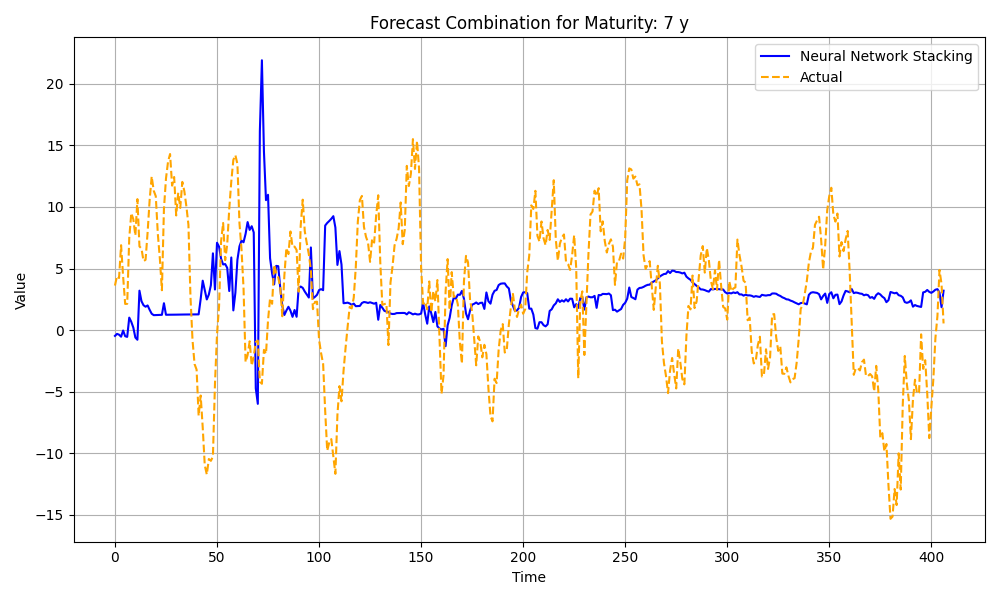 Forecast Combination for Maturity: 7 y
Neural Network Stacking
Actual
Value
20
15
10
5
0
−5
−10
−15
0 50 100 150 200 250 300 350 400
Time